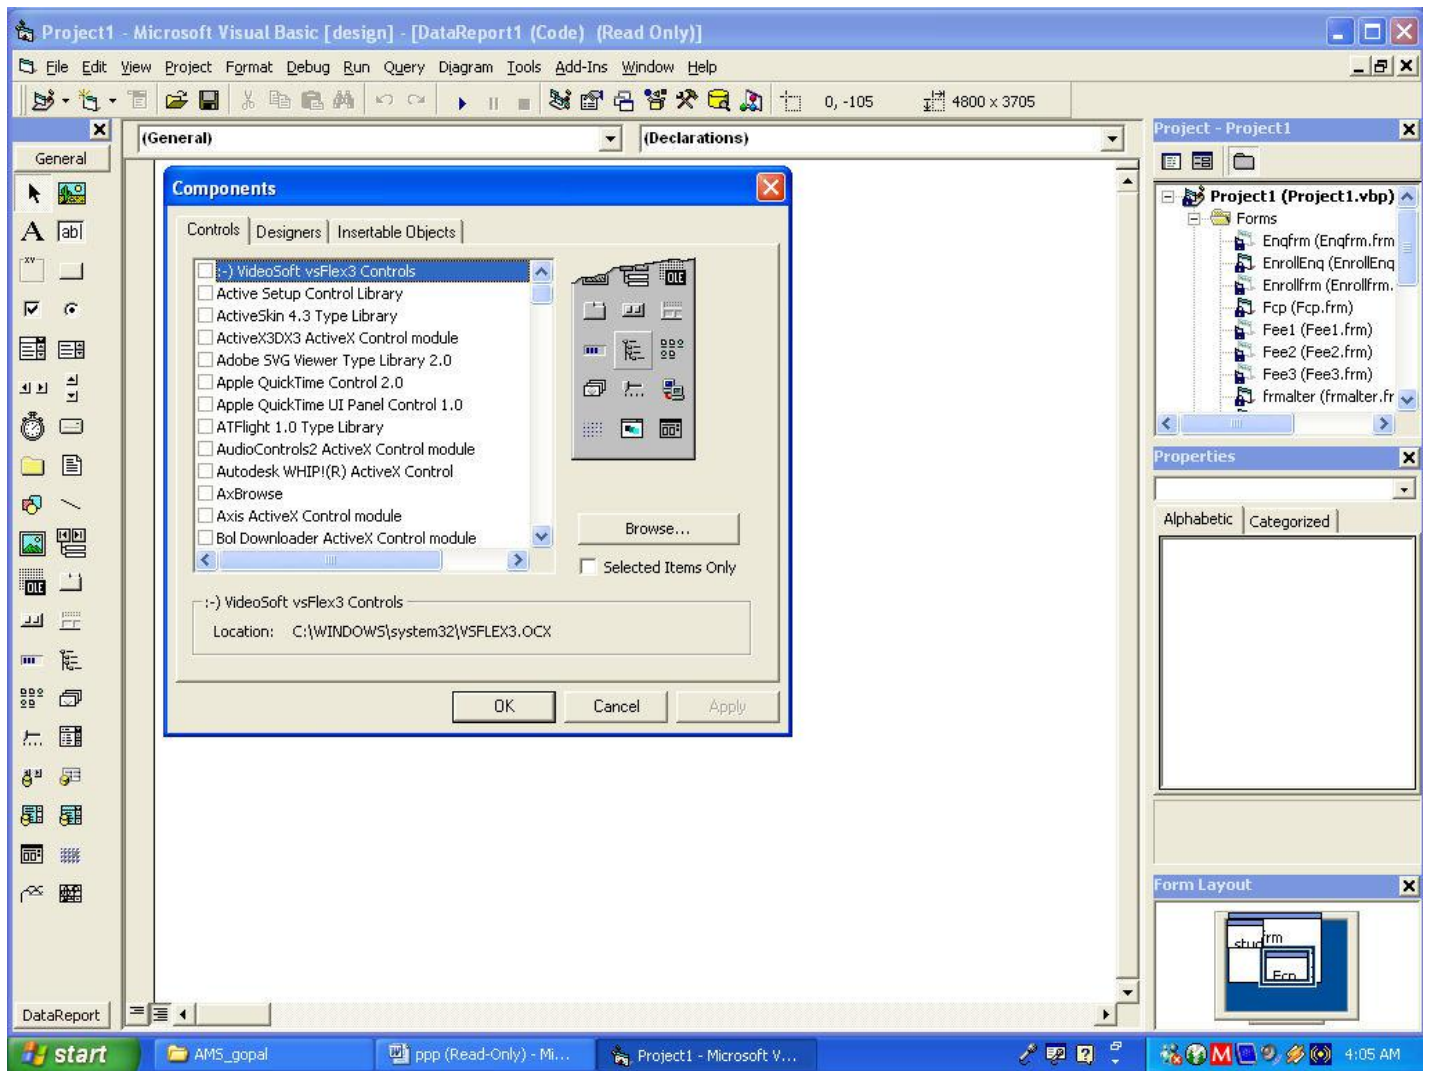 Project1 - Microsoft Visual Basic [design] - [DataReport1 (Code) (Read Only)]
File Edit View Project Format Debug Run Query Diagram Tools Add-Ins Window Help
0, -105 4800 x 3705
General
(General) (Declarations)
Components
Controls Designers Insertable Objects
:-) VideoSoft vsFlex3 Controls
Active Setup Control Library
ActiveSkin 4.3 Type Library
ActiveX3DX3 ActiveX Control module
Adobe SVG Viewer Type Library 2.0
Apple QuickTime Control 2.0
Apple QuickTime UI Panel Control 1.0
ATFlight 1.0 Type Library
AudioControls2 ActiveX Control module
Autodesk WHIP!(R) ActiveX Control
AxBrowse
Axis ActiveX Control module
Bol Downloader ActiveX Control module
OLE
Browse...
Selected Items Only
:-) VideoSoft vsFlex3 Controls
Location: C:\WINDOWS\system32\VSFLEX3.OCX
OK Cancel Apply
Project - Project1
Project1 (Project1.vbp)
Forms
Enqfrm (Enqfrm.frm
EnrollEnq (EnrollEnq
Enrollfrm (Enrollfrm.
Fcp (Fcp.frm)
Fee1 (Fee1.frm)
Fee2 (Fee2.frm)
Fee3 (Fee3.frm)
frmalter (frmalter.fr
Properties
Alphabetic Categorized
Form Layout
stud frm
Fcp
A ab|
XY
OLE
DataReport
start AMS_gopal ppp (Read-Only) - Mi... Project1 - Microsoft V... 4:05 AM